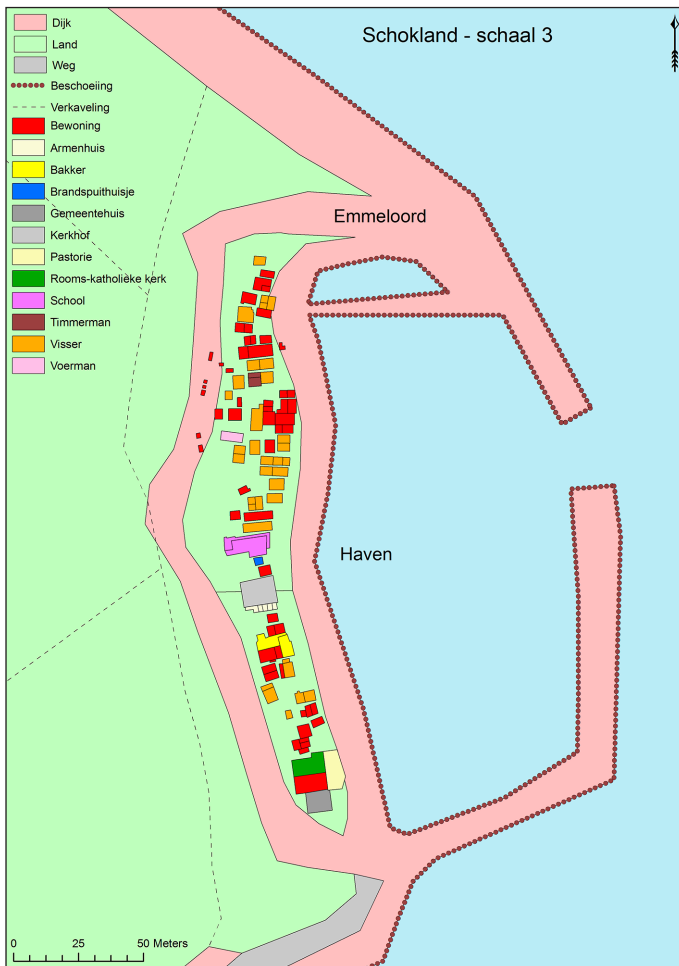 Schokland - schaal 3
Dijk
Land
Weg
Beschoeiing
Verkaveling
Bewoning
Armenhuis
Bakker
Brandspuithuisje
Gemeentehuis
Kerkhof
Pastorie
Rooms-katholieke kerk
School
Timmerman
Visser
Voerman
Emmeloord
Haven
0 25 50 Meters